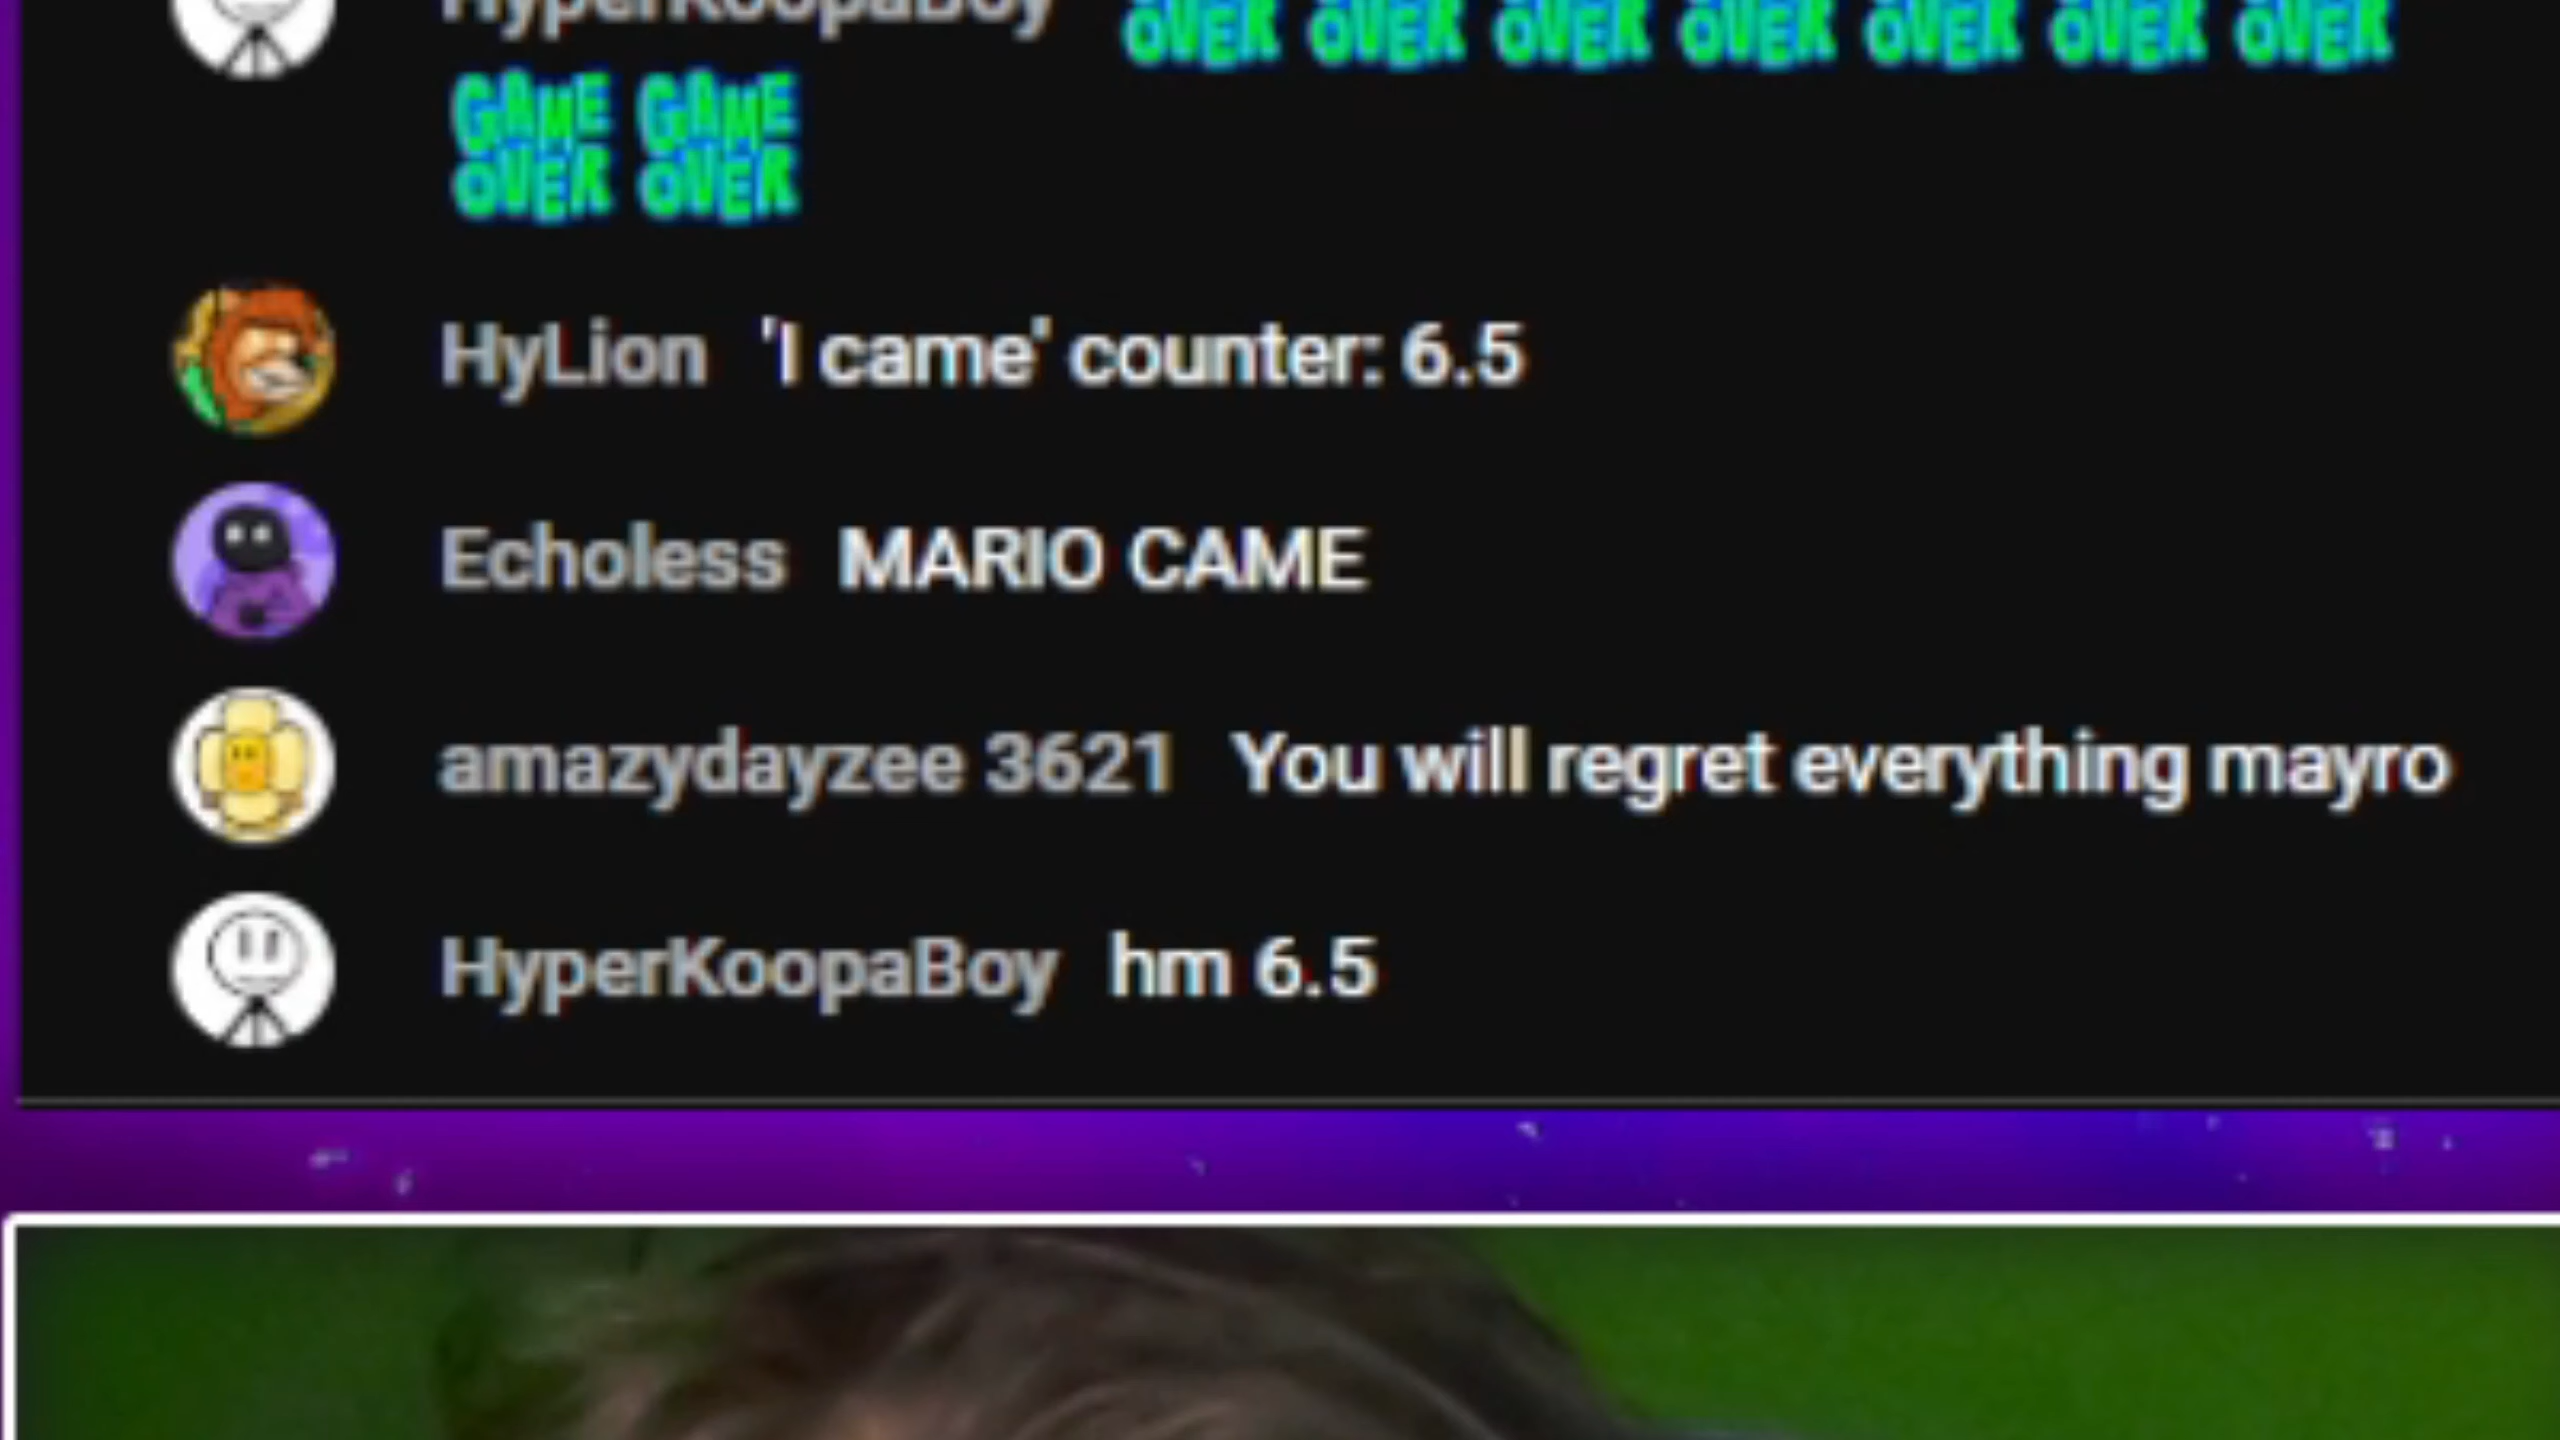 HyperKoopaBoy OVER OVER OVER OVER OVER OVER OVER
GAME GAME
OVER OVER
HyLion 'I came' counter: 6.5
Echoless MARIO CAME
amazydayzee 3621 You will regret everything mayro
HyperKoopaBoy hm 6.5